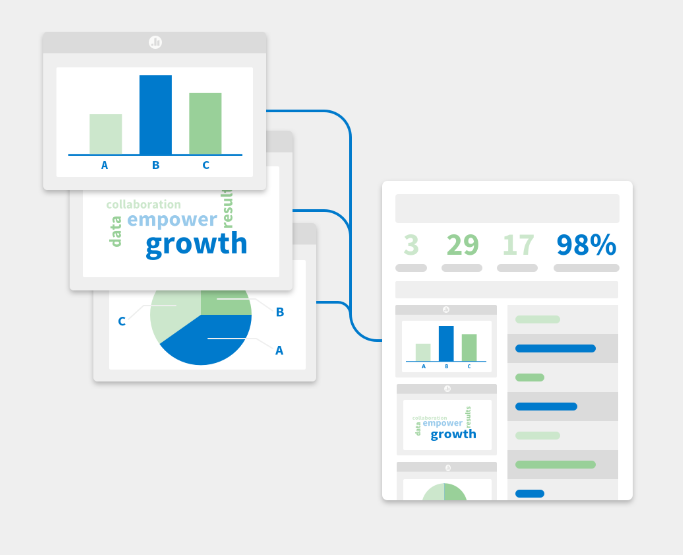 A B C
collaboration
empower
data
results
growth
C
B
A
3 29 17 98%
A B C
collaboration
empower
data
results
growth